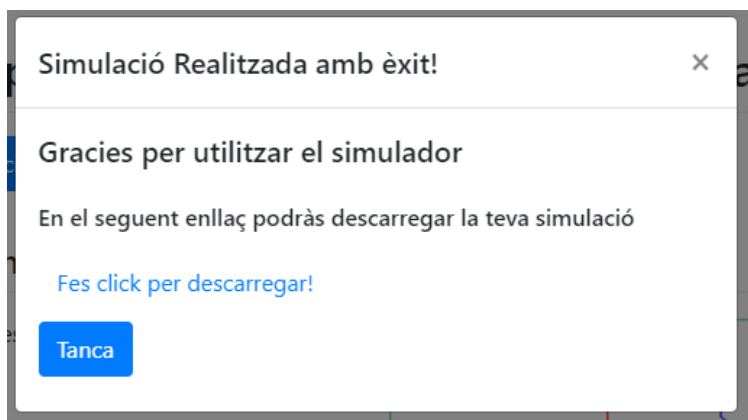 Simulació Realitzada amb èxit!
×
Gracies per utilitzar el simulador
En el seguent enllaç podràs descarregar la teva simulació
Fes click per descarregar!
Tanca